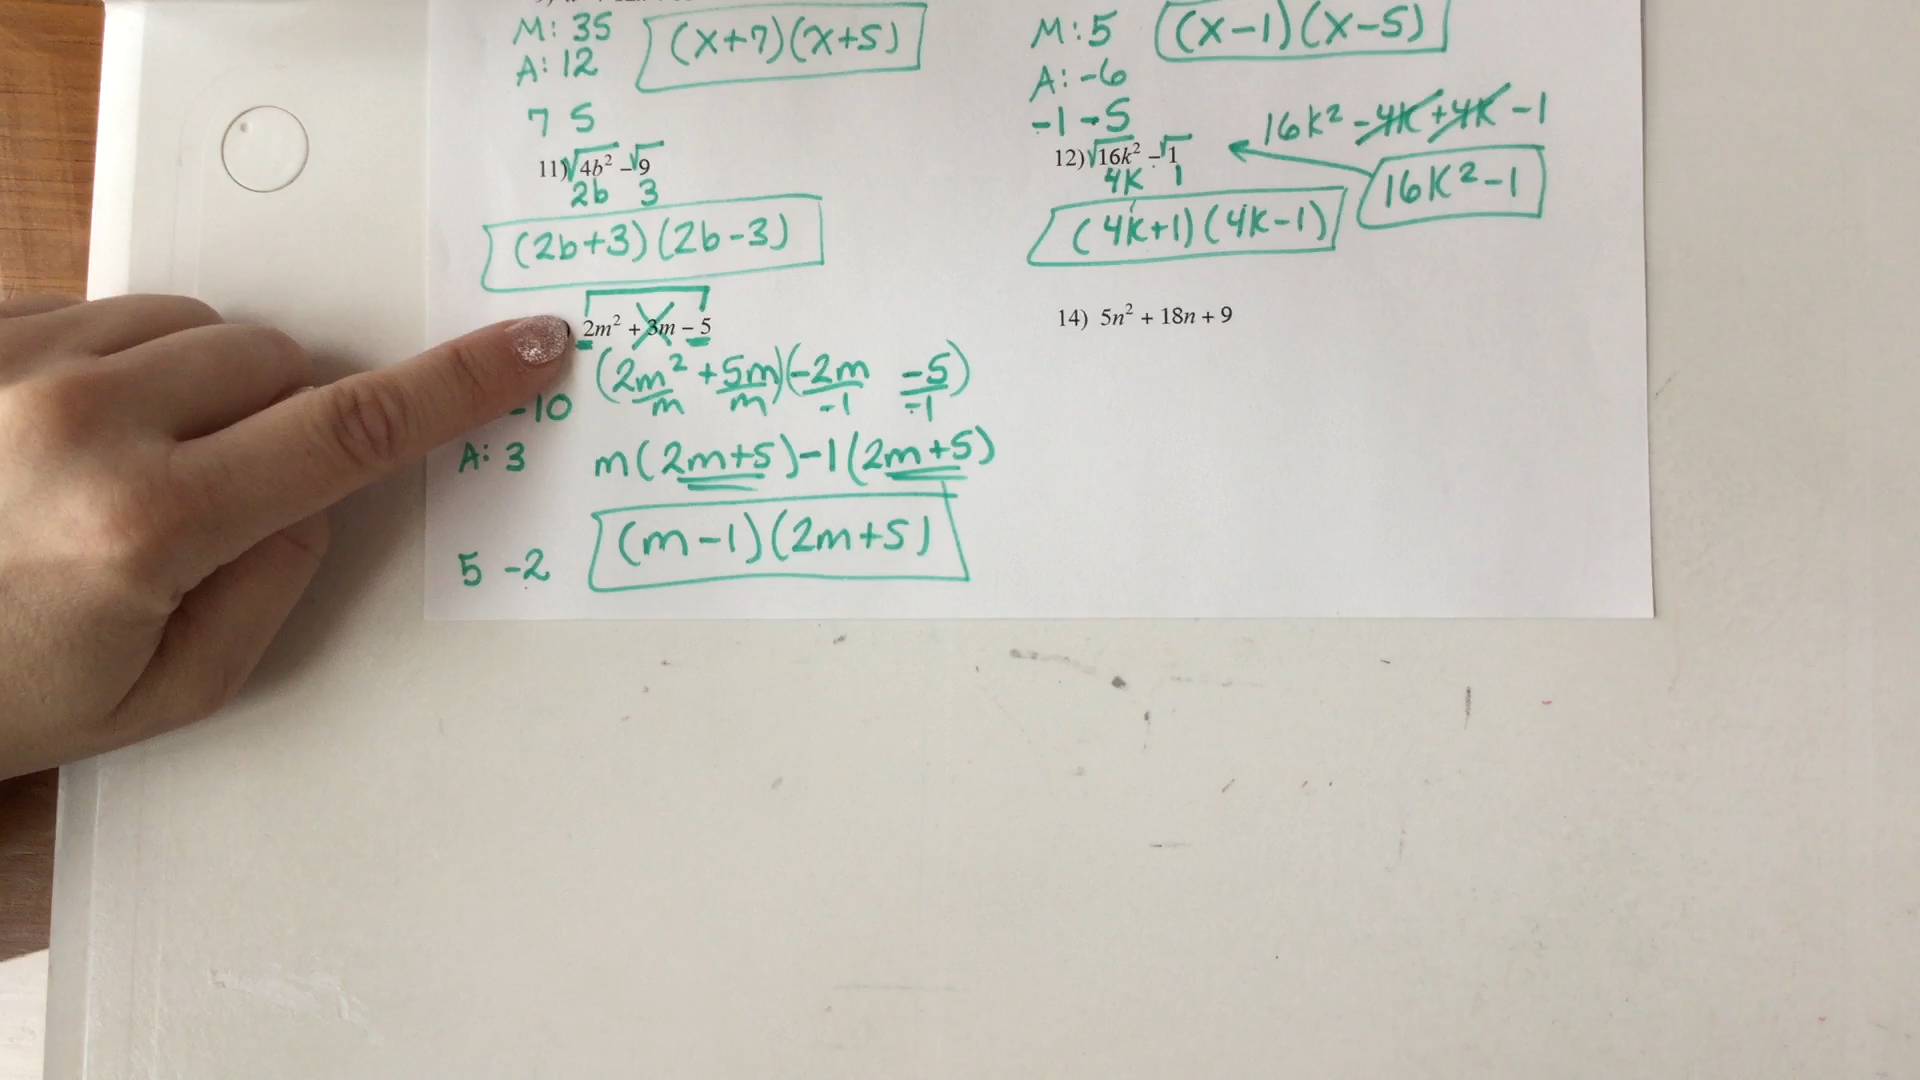 M: 35 (x+7)(x+5)
A: 12
7 5
11) √4b² − √9
2b 3
(2b+3)(2b-3)
2m² + 3m − 5
(2m² +5m)(-2m -5)
m m -1 -1
-10
A: 3 m(2m+5)-1(2m+5)
5 -2 (m-1)(2m+5)
M: 5 (x-1)(x-5)
A: -6
-1 -5
16k² -4k+4k -1
12) √16k² − √1
4k 1
16k²-1
(4k+1)(4k-1)
14) 5n² + 18n + 9